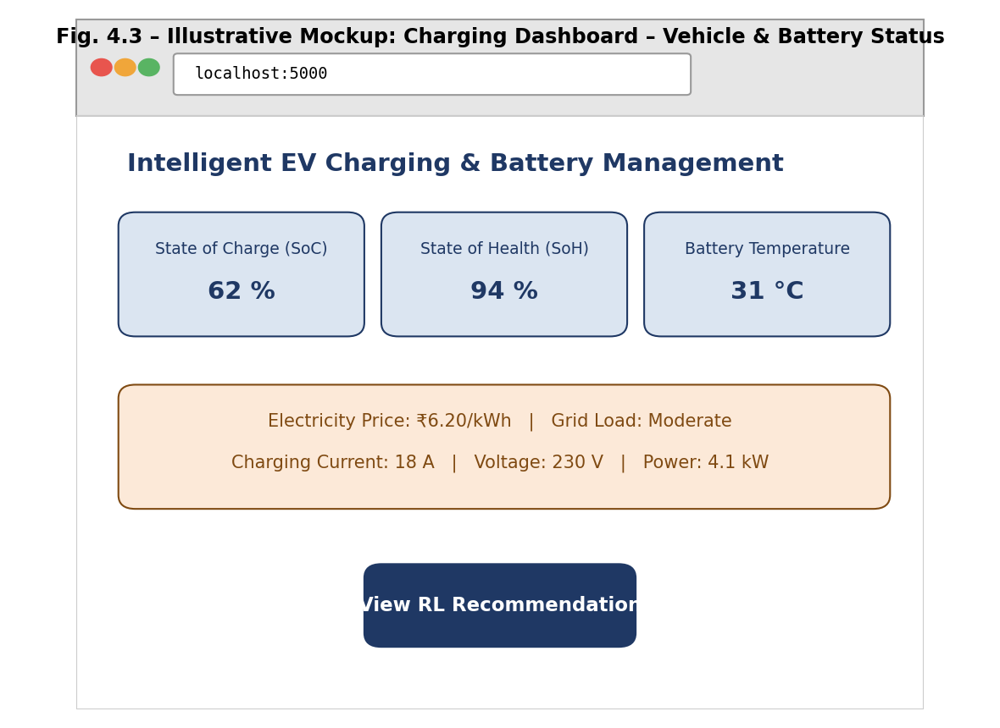 Fig. 4.3 – Illustrative Mockup: Charging Dashboard – Vehicle & Battery Status
localhost:5000
Intelligent EV Charging & Battery Management
State of Charge (SoC)
62 %
State of Health (SoH)
94 %
Battery Temperature
31 °C
Electricity Price: ₹6.20/kWh | Grid Load: Moderate
Charging Current: 18 A | Voltage: 230 V | Power: 4.1 kW
View RL Recommendation